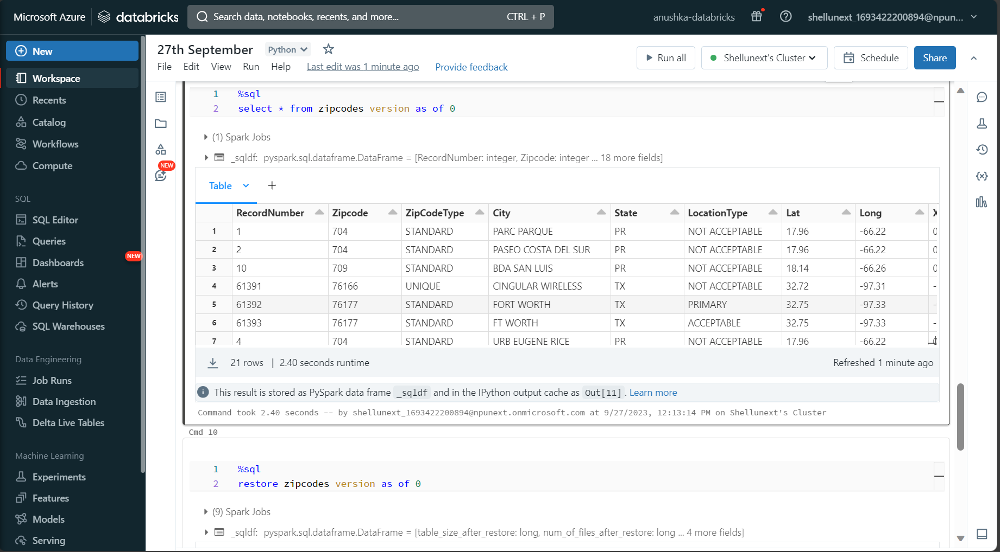 Microsoft Azure databricks Search data, notebooks, recents, and more... CTRL + P anushka-databricks shellunext_1693422200894@npun...
New
Workspace
Recents
Catalog
Workflows
Compute
SQL
SQL Editor
Queries
Dashboards NEW
Alerts
Query History
SQL Warehouses
Data Engineering
Job Runs
Data Ingestion
Delta Live Tables
Machine Learning
Experiments
Features
Models
Serving
27th September Python
File Edit View Run Help Last edit was 1 minute ago Provide feedback
Run all Shellunext's Cluster Schedule Share
NEW
1 %sql
2 select * from zipcodes version as of 0
(1) Spark Jobs
_sqldf: pyspark.sql.dataframe.DataFrame = [RecordNumber: integer, Zipcode: integer ... 18 more fields]
Table +
RecordNumber Zipcode ZipCodeType City State LocationType Lat Long X
1 1 704 STANDARD PARC PARQUE PR NOT ACCEPTABLE 17.96 -66.22 0
2 2 704 STANDARD PASEO COSTA DEL SUR PR NOT ACCEPTABLE 17.96 -66.22 0
3 10 709 STANDARD BDA SAN LUIS PR NOT ACCEPTABLE 18.14 -66.26 0
4 61391 76166 UNIQUE CINGULAR WIRELESS TX NOT ACCEPTABLE 32.72 -97.31 -
5 61392 76177 STANDARD FORT WORTH TX PRIMARY 32.75 -97.33 -
6 61393 76177 STANDARD FT WORTH TX ACCEPTABLE 32.75 -97.33 -
7 4 704 STANDARD URB EUGENE RICE PR NOT ACCEPTABLE 17.96 -66.22 0
21 rows | 2.40 seconds runtime Refreshed 1 minute ago
This result is stored as PySpark data frame _sqldf and in the IPython output cache as Out[11]. Learn more
Command took 2.40 seconds -- by shellunext_1693422200894@npunext.onmicrosoft.com at 9/27/2023, 12:13:14 PM on Shellunext's Cluster
Cmd 10
1 %sql
2 restore zipcodes version as of 0
(9) Spark Jobs
_sqldf: pyspark.sql.dataframe.DataFrame = [table_size_after_restore: long, num_of_files_after_restore: long ... 4 more fields]